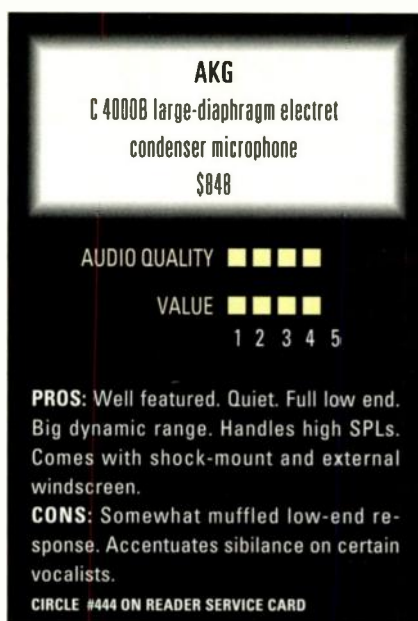 AKG
C 4000B large-diaphragm electret
condenser microphone
$848
AUDIO QUALITY
VALUE
1 2 3 4 5
PROS: Well featured. Quiet. Full low end.
Big dynamic range. Handles high SPLs.
Comes with shock-mount and external
windscreen.
CONS: Somewhat muffled low-end re-
sponse. Accentuates sibilance on certain
vocalists.
CIRCLE #444 ON READER SERVICE CARD